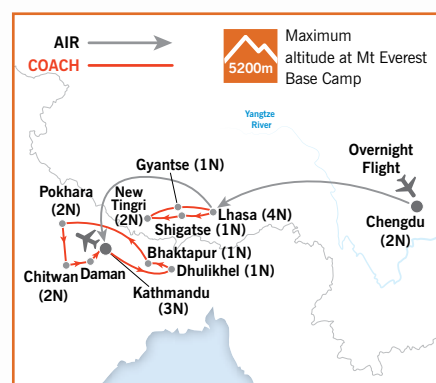 AIR
COACH
5200m
Maximum
altitude at Mt Everest
Base Camp
Yangtze
River
Overnight
Flight
Gyantse (1N)
Pokhara
(2N)
New
Tingri
(2N)
Lhasa (4N)
Shigatse (1N)
Chengdu
(2N)
Bhaktapur (1N)
Chitwan
(2N)
Daman
Dhulikhel (1N)
Kathmandu
(3N)